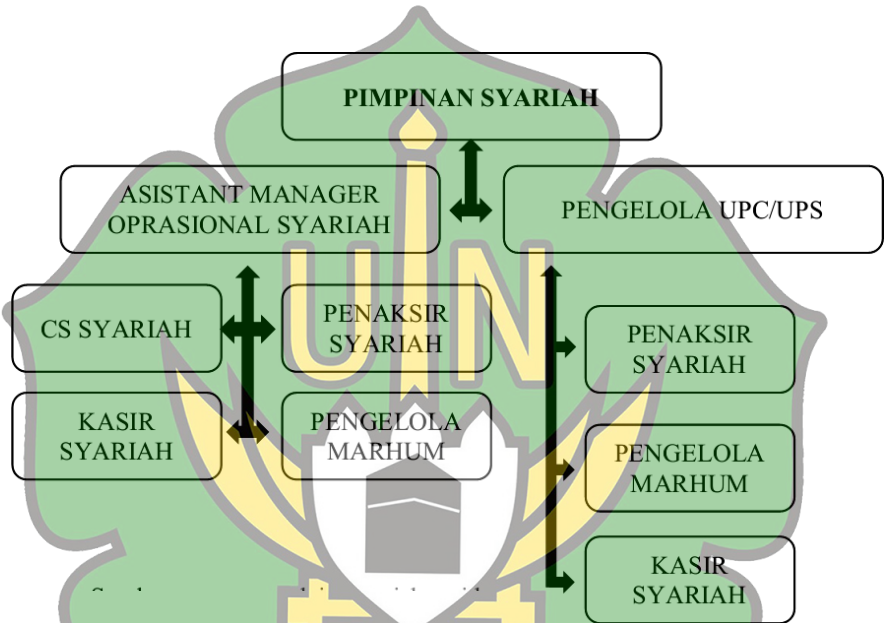 PIMPINAN SYARIAH
ASISTANT MANAGER
OPRASIONAL SYARIAH
PENGELOLA UPC/UPS
CS SYARIAH
PENAKSIR
SYARIAH
KASIR
SYARIAH
PENGELOLA
MARHUM
PENAKSIR
SYARIAH
PENGELOLA
MARHUM
KASIR
SYARIAH
UIN